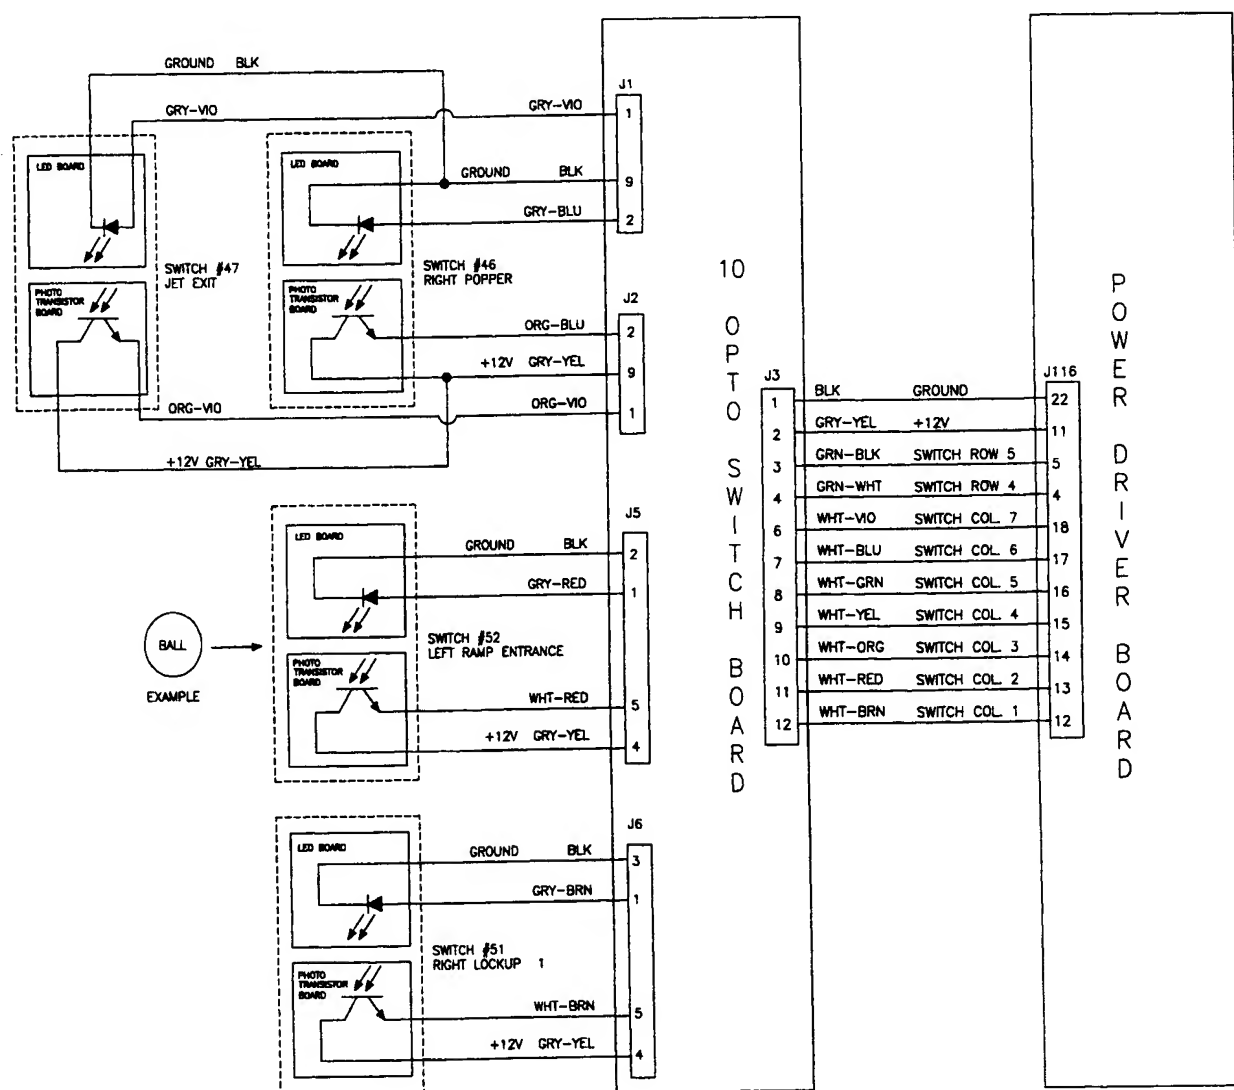 GROUND BLK
GRY-VIO
GRY-VIO
J1
1
9
2
LED BOARD
PHOTO
TRANSISTOR
BOARD
SWITCH #47
JET EXIT
LED BOARD
GROUND BLK
GRY-BLU
PHOTO
TRANSISTOR
BOARD
SWITCH #46
RIGHT POPPER
J2
2
9
1
ORG-BLU
+12V GRY-YEL
ORG-VIO
ORG-VIO
+12V GRY-YEL
J5
2
1
5
4
LED BOARD
GROUND BLK
GRY-RED
SWITCH #52
LEFT RAMP ENTRANCE
PHOTO
TRANSISTOR
BOARD
WHT-RED
+12V GRY-YEL
BALL
EXAMPLE
J6
3
1
5
4
LED BOARD
GROUND BLK
GRY-BRN
SWITCH #51
RIGHT LOCKUP 1
PHOTO
TRANSISTOR
BOARD
WHT-BRN
+12V GRY-YEL
10 OPTO SWITCH BOARD
J3
J116
1 BLK GROUND 22
2 GRY-YEL +12V 11
3 GRN-BLK SWITCH ROW 5 5
4 GRN-WHT SWITCH ROW 4 4
6 WHT-VIO SWITCH COL. 7 18
7 WHT-BLU SWITCH COL. 6 17
8 WHT-GRN SWITCH COL. 5 16
9 WHT-YEL SWITCH COL. 4 15
10 WHT-ORG SWITCH COL. 3 14
11 WHT-RED SWITCH COL. 2 13
12 WHT-BRN SWITCH COL. 1 12
POWER DRIVER BOARD